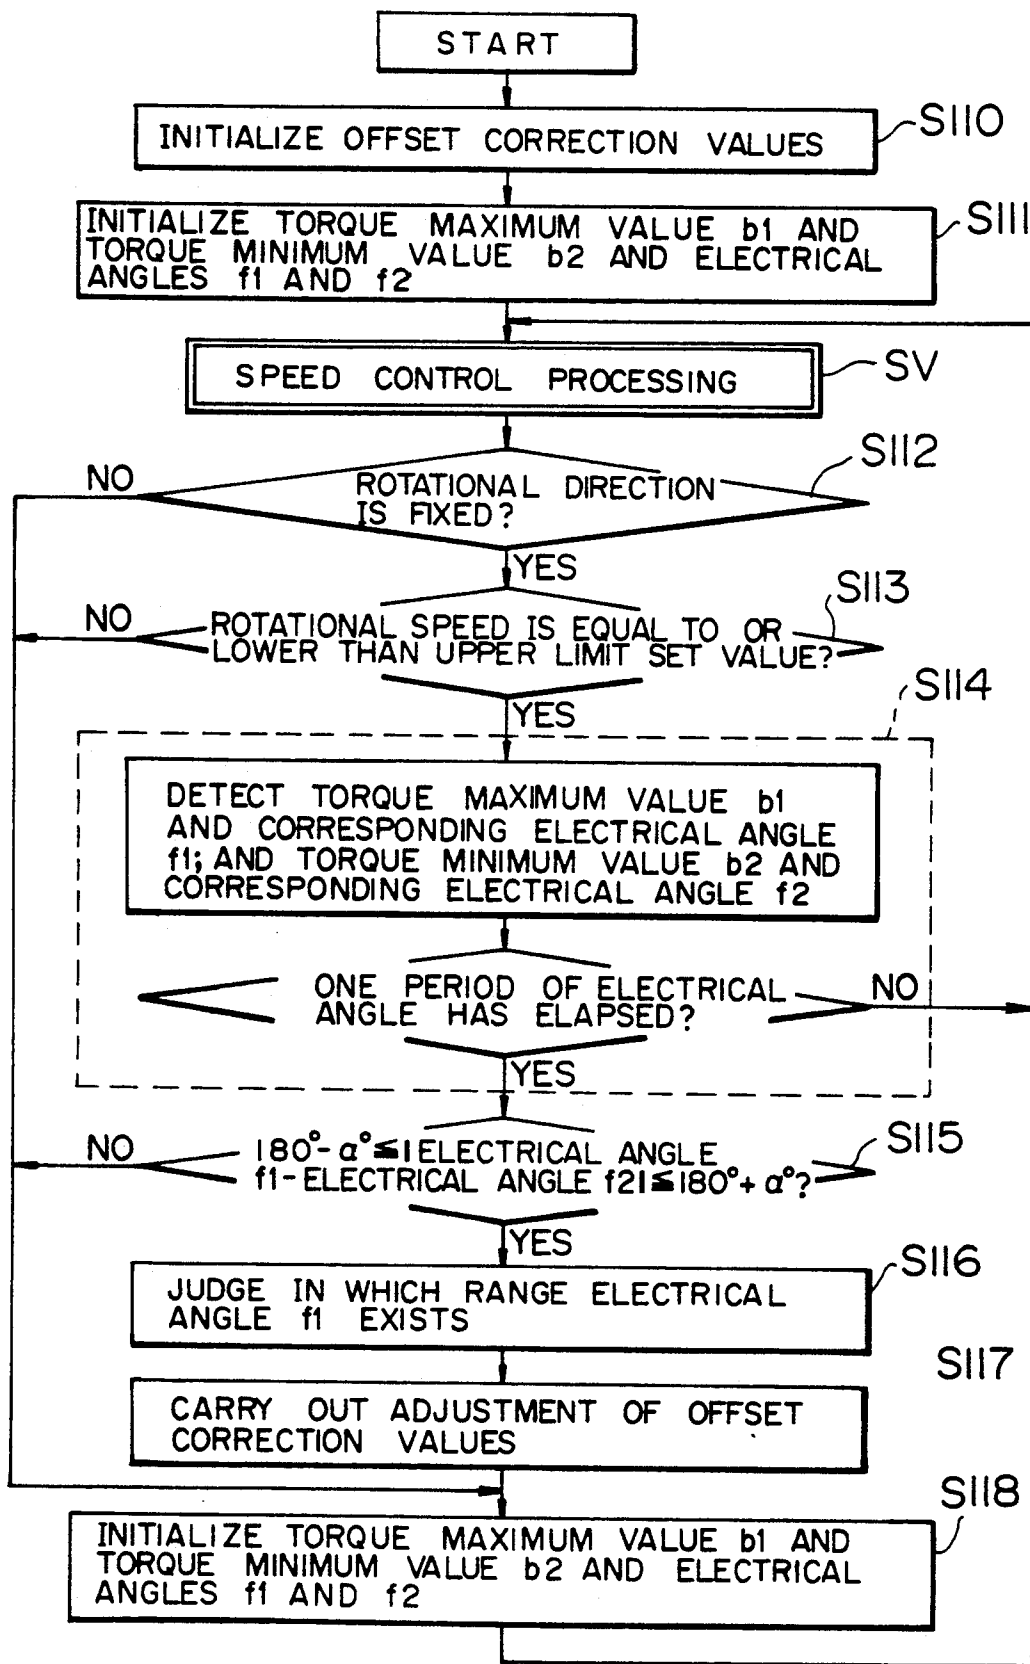 START
INITIALIZE OFFSET CORRECTION VALUES
S110
INITIALIZE TORQUE MAXIMUM VALUE b1 AND
TORQUE MINIMUM VALUE b2 AND ELECTRICAL
ANGLES f1 AND f2
S111
SPEED CONTROL PROCESSING
SV
NO
ROTATIONAL DIRECTION
IS FIXED?
S112
YES
NO
ROTATIONAL SPEED IS EQUAL TO OR
LOWER THAN UPPER LIMIT SET VALUE?
S113
YES
S114
DETECT TORQUE MAXIMUM VALUE b1
AND CORRESPONDING ELECTRICAL ANGLE
f1; AND TORQUE MINIMUM VALUE b2 AND
CORRESPONDING ELECTRICAL ANGLE f2
ONE PERIOD OF ELECTRICAL
ANGLE HAS ELAPSED?
NO
YES
NO
180°-α°≦|ELECTRICAL ANGLE
f1-ELECTRICAL ANGLE f2|≦180°+α°?
S115
YES
S116
JUDGE IN WHICH RANGE ELECTRICAL
ANGLE f1 EXISTS
S117
CARRY OUT ADJUSTMENT OF OFFSET
CORRECTION VALUES
S118
INITIALIZE TORQUE MAXIMUM VALUE b1 AND
TORQUE MINIMUM VALUE b2 AND ELECTRICAL
ANGLES f1 AND f2